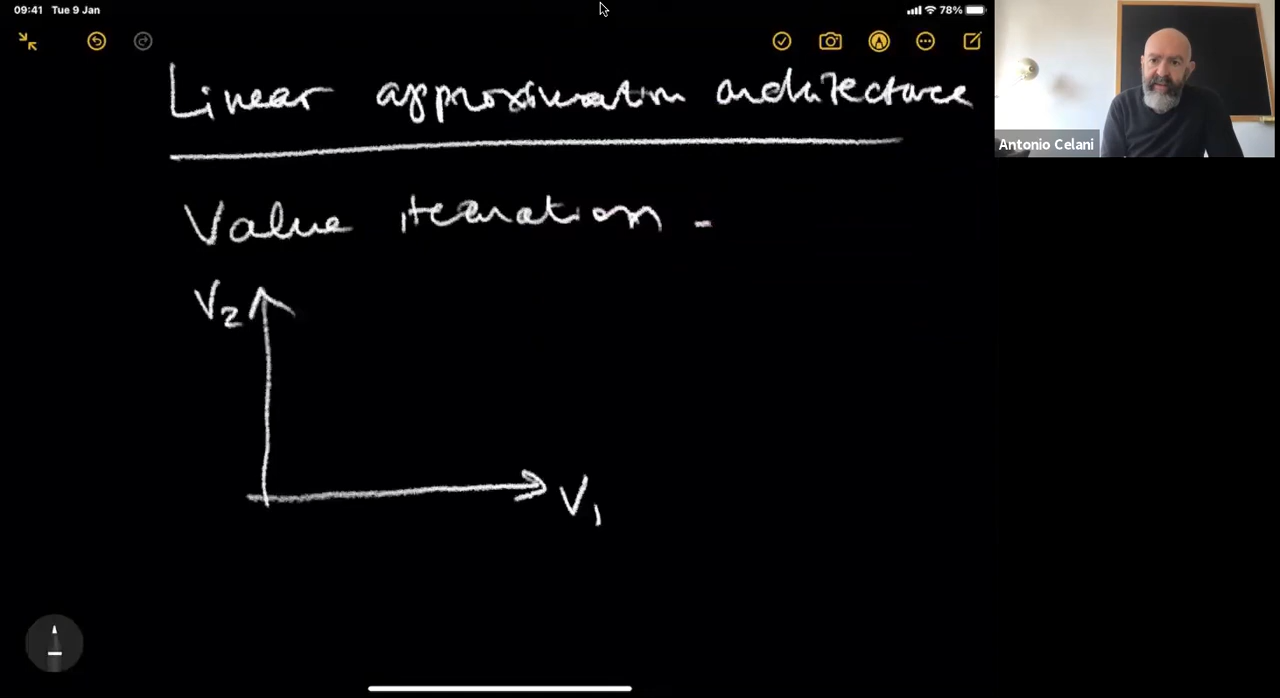 09:41 Tue 9 Jan 78%
Linear approximation architecture
Antonio Celani
Value iteration -
V2
V1